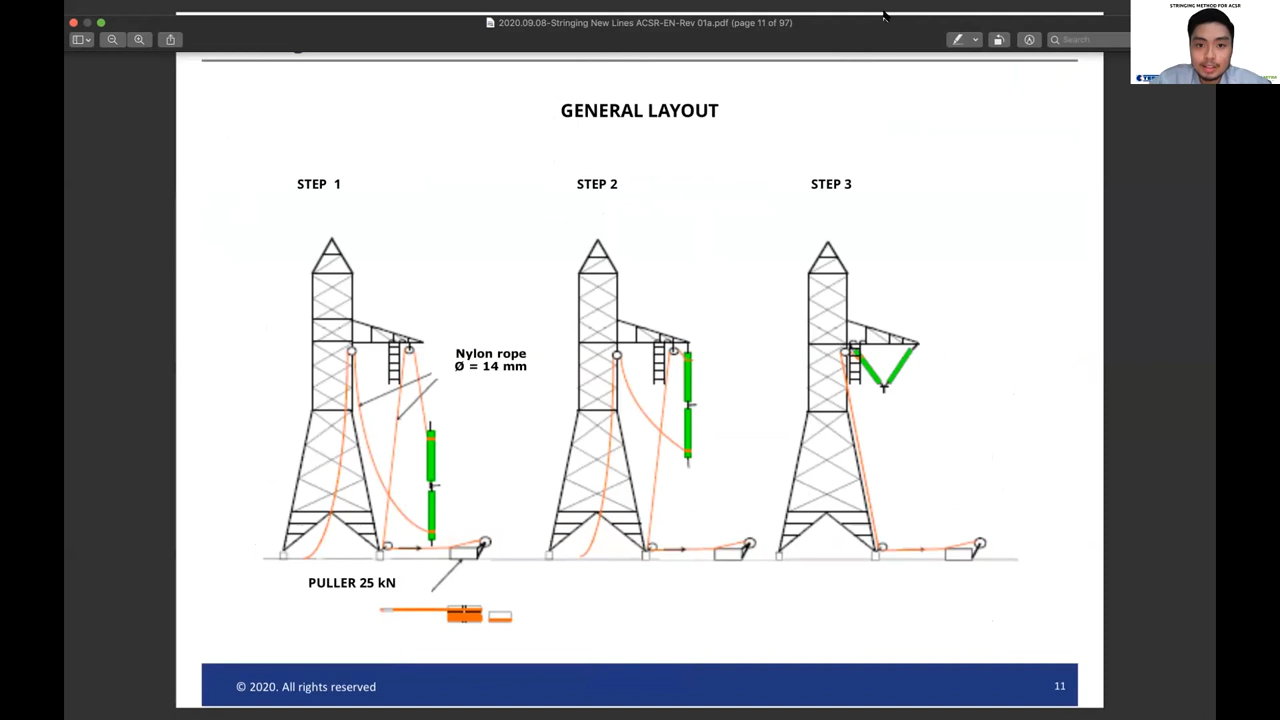 2020.09.08-Stringing New Lines ACSR-EN-Rev 01a.pdf (page 11 of 97)
Search
STRINGING METHOD FOR ACSR
GENERAL LAYOUT
STEP 1
STEP 2
STEP 3
Nylon rope
Ø = 14 mm
PULLER 25 kN
© 2020. All rights reserved
11